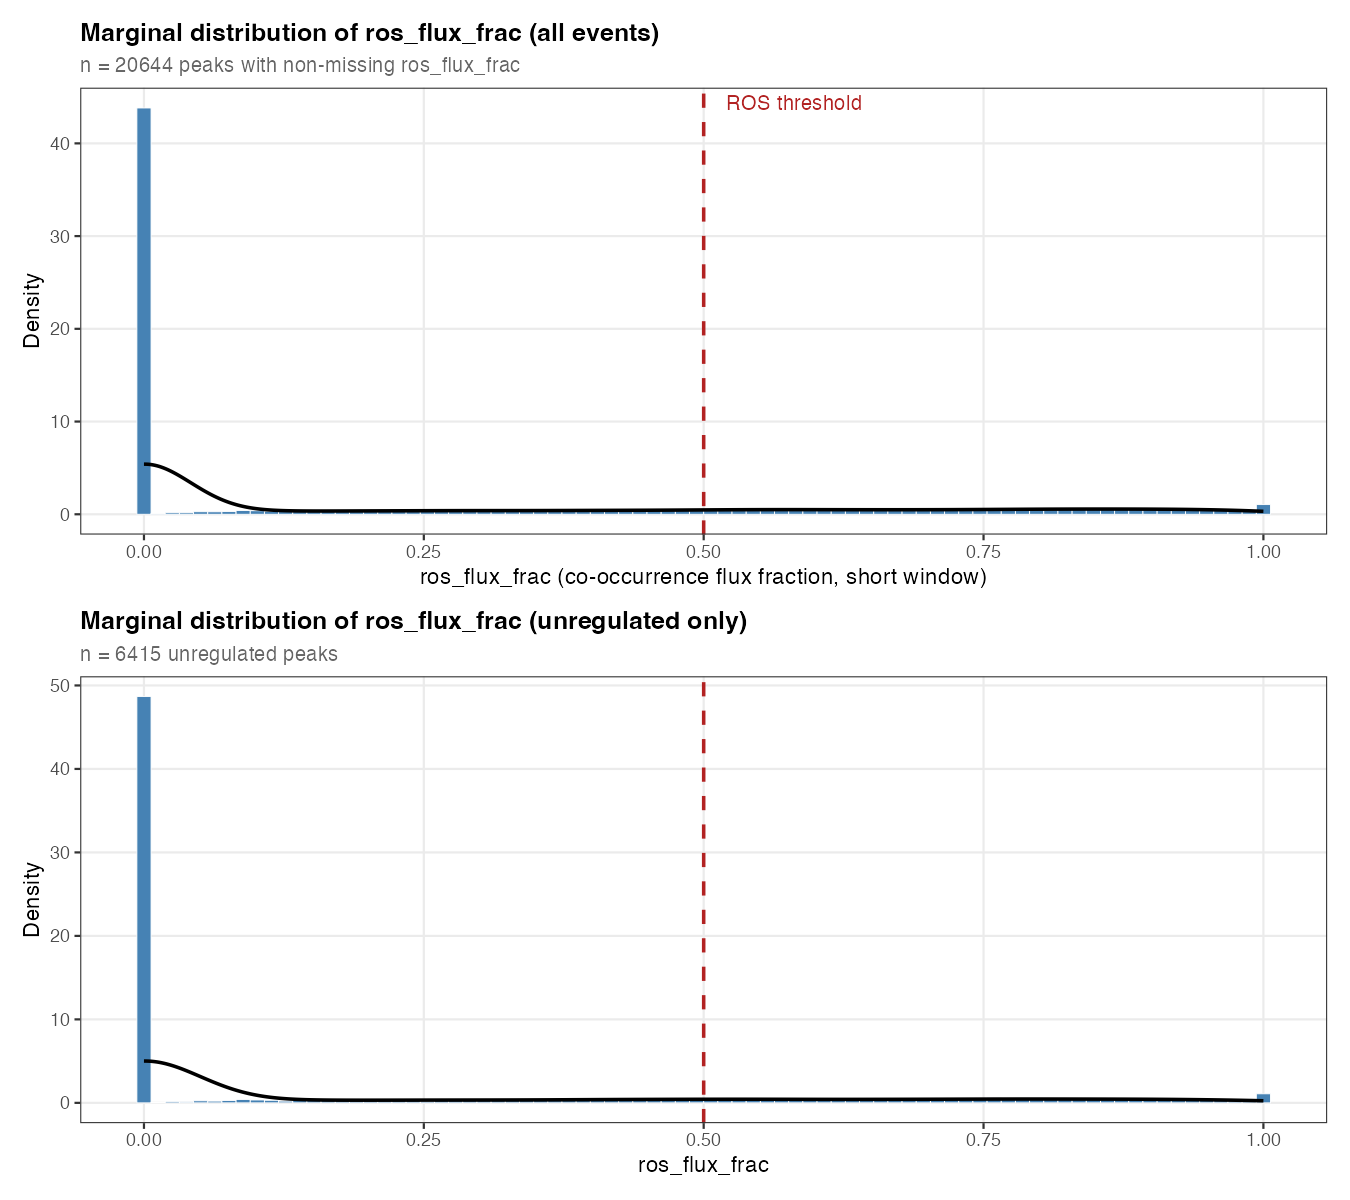 Marginal distribution of ros_flux_frac (all events)
n = 20644 peaks with non-missing ros_flux_frac
ROS threshold
40
30
20
10
0
Density
0.00 0.25 0.50 0.75 1.00
ros_flux_frac (co-occurrence flux fraction, short window)
Marginal distribution of ros_flux_frac (unregulated only)
n = 6415 unregulated peaks
50
40
30
20
10
0
Density
0.00 0.25 0.50 0.75 1.00
ros_flux_frac